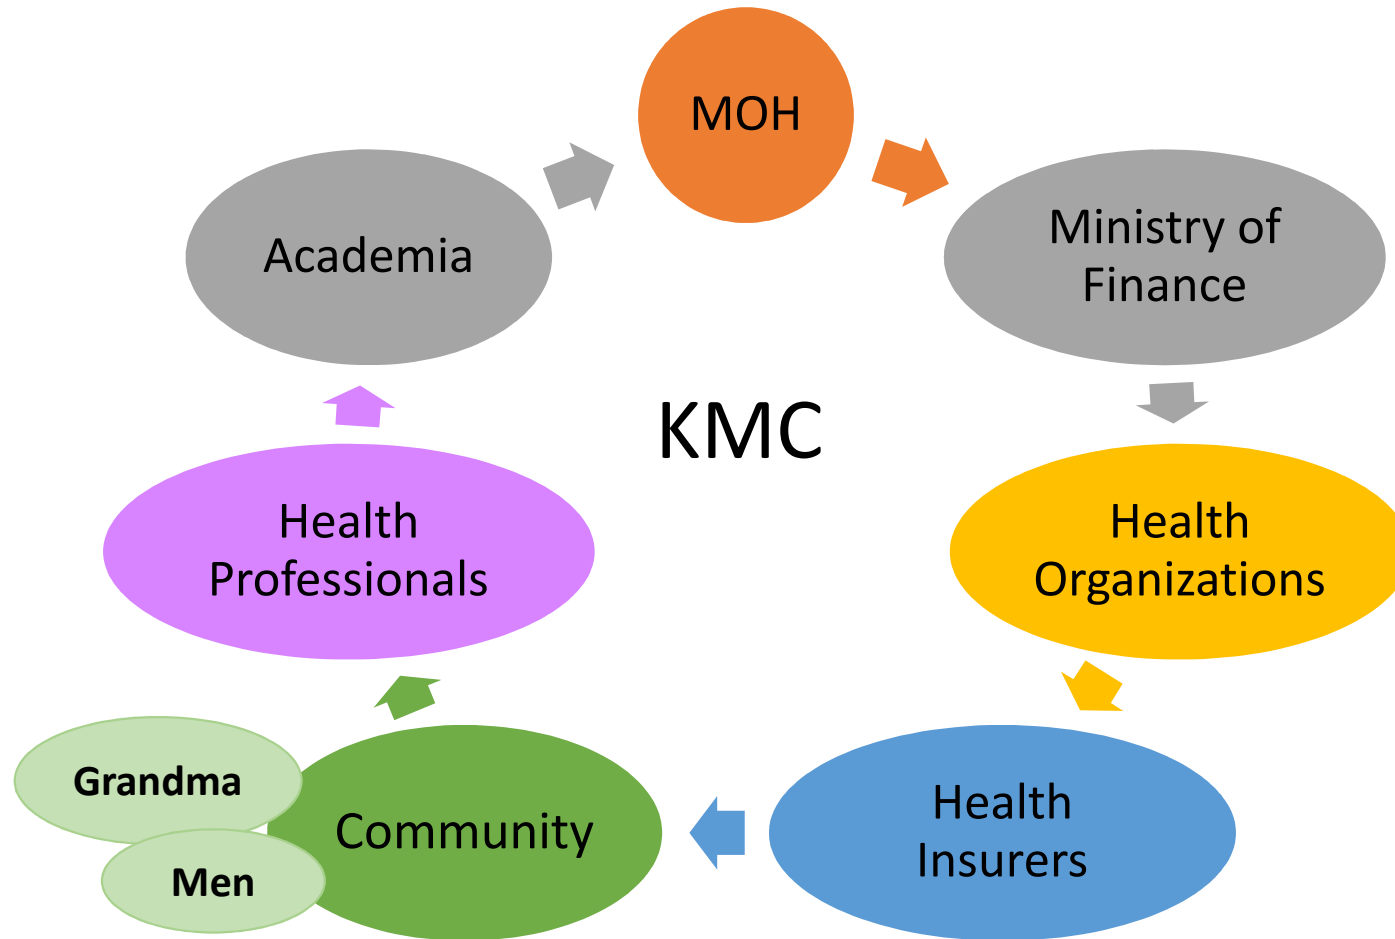 MOH
Academia
Ministry of
Finance
KMC
Health
Professionals
Health
Organizations
Grandma
Men
Community
Health
Insurers